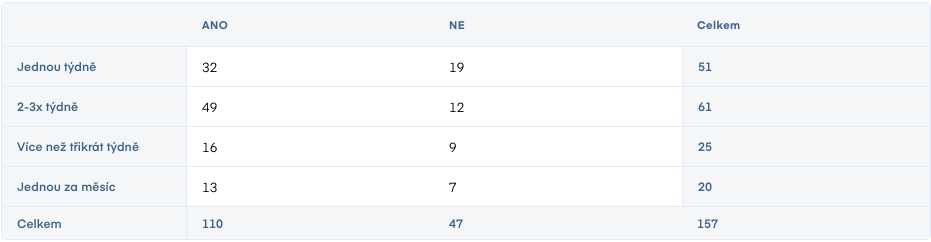 ANO NE Celkem
Jednou týdně 32 19 51
2-3x týdně 49 12 61
Více než třikrát týdně 16 9 25
Jednou za měsíc 13 7 20
Celkem 110 47 157